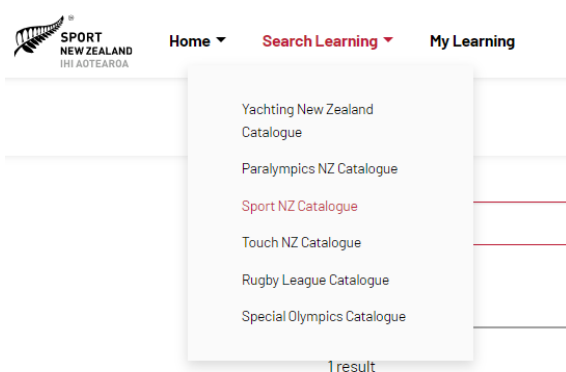 ®
SPORT
NEW ZEALAND
IHI AOTEAROA
Home
Search Learning
My Learning
Yachting New Zealand
Catalogue
Paralympics NZ Catalogue
Sport NZ Catalogue
Touch NZ Catalogue
Rugby League Catalogue
Special Olympics Catalogue
1 result